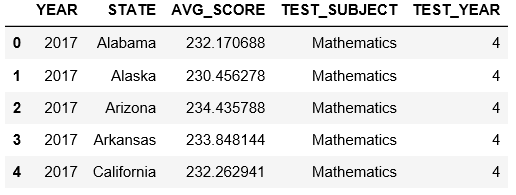 YEAR STATE AVG_SCORE TEST_SUBJECT TEST_YEAR
0 2017 Alabama 232.170688 Mathematics 4
1 2017 Alaska 230.456278 Mathematics 4
2 2017 Arizona 234.435788 Mathematics 4
3 2017 Arkansas 233.848144 Mathematics 4
4 2017 California 232.262941 Mathematics 4